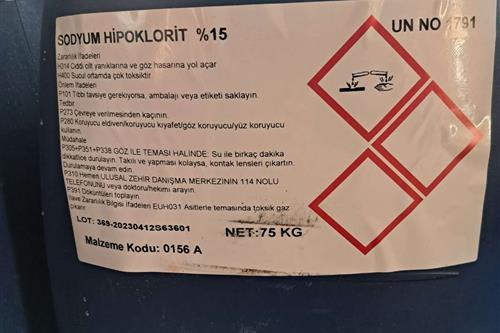 SODYUM HİPOKLORİT %15
UN NO 1791
Zararlılık İfadeleri
H314 Ciddi cilt yanıklarına ve göz hasarına yol açar
H400 Sucul ortamda çok toksiktir.
Önlem İfadeleri
P101 Tıbbi tavsiye gerekiyorsa, ambalajı veya etiketi saklayın.
Tedbir
P273 Çevreye verilmesinden kaçının.
P280 Koruyucu eldiven/koruyucu kıyafet/göz koruyucu/yüz koruyucu
kullanın.
Müdahale
P305+P351+P338 GÖZ İLE TEMASI HALİNDE: Su ile birkaç dakika
dikkatlice durulayın. Takılı ve yapması kolaysa, kontak lensleri çıkartın.
Durulamaya devam edin.
P310 Hemen ULUSAL ZEHİR DANIŞMA MERKEZİNİN 114 NOLU
TELEFONUNU veya doktoru/hekimi arayın.
P391 Döküntüleri toplayın.
İlave Zararlılık Bilgisi İfadeleri EUH031 Asitlerle temasında toksik gaz
çıkarır.
LOT: 369-20230412S63601
NET:75 KG
Malzeme Kodu: 0156 A